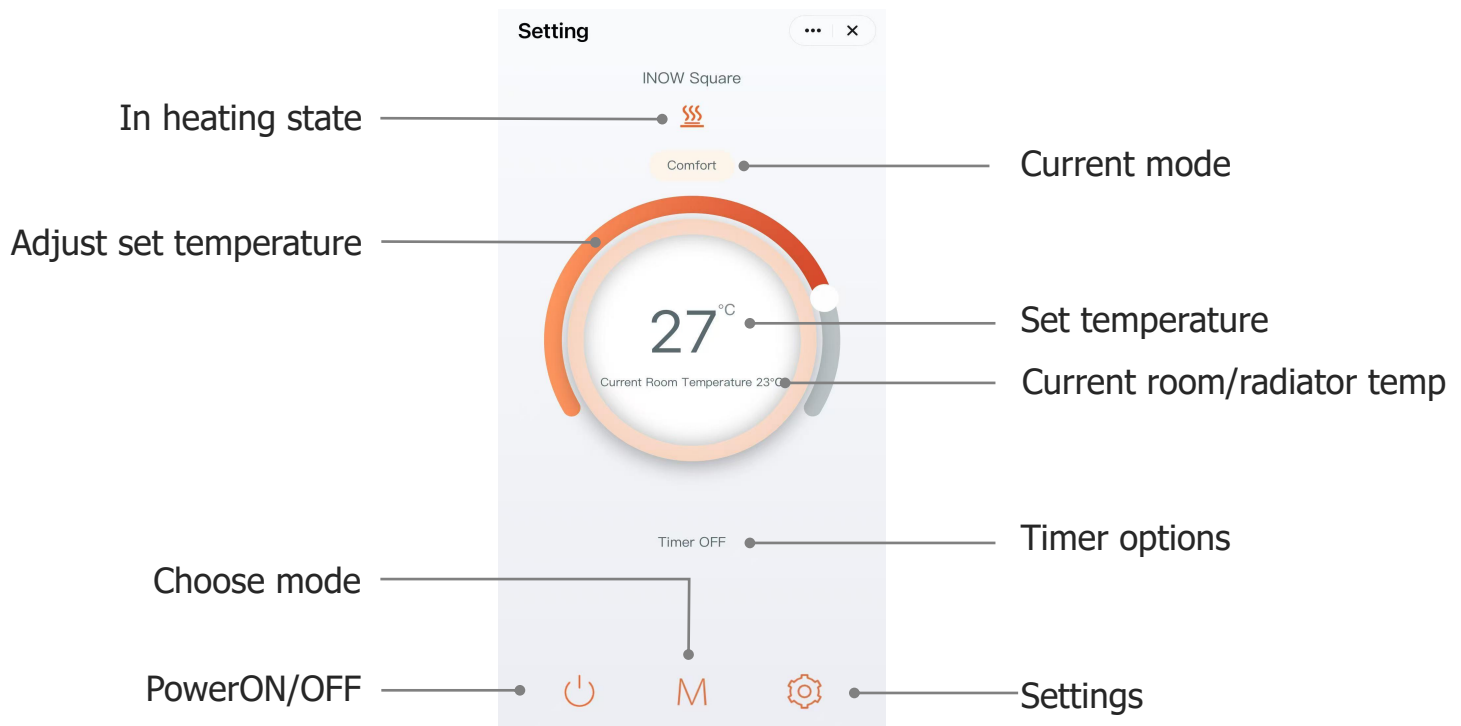 Setting
INOW Square
In heating state
Comfort
Current mode
Adjust set temperature
27°C
Set temperature
Current Room Temperature 23°C
Current room/radiator temp
Timer OFF
Timer options
Choose mode
PowerON/OFF
M
Settings